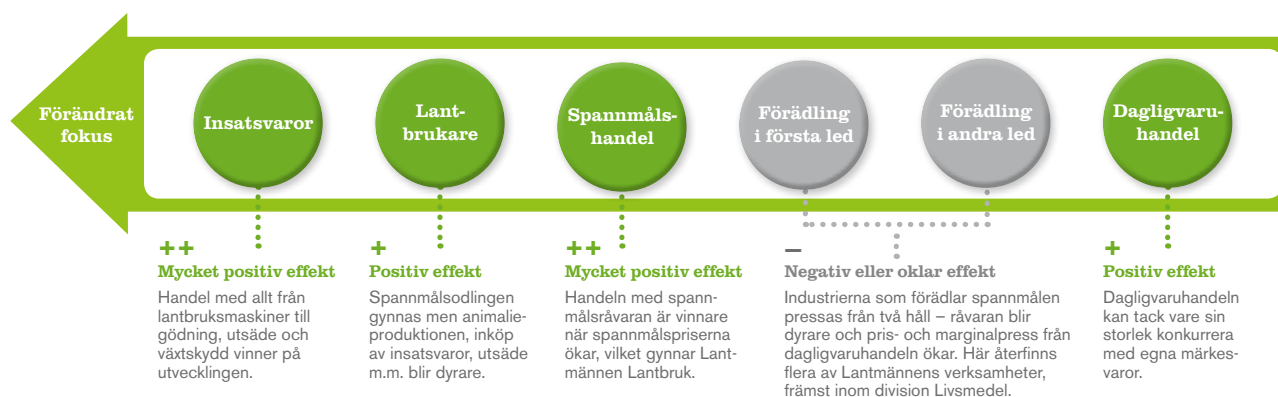 Förändrat
fokus
Insatsvaror
Lant-
brukare
Spannmåls-
handel
Förädling
i första led
Förädling
i andra led
Dagligvaru-
handel
++
Mycket positiv effekt
Handel med allt från
lantbruksmaskiner till
gödning, utsäde och
växtskydd vinner på
utvecklingen.
+
Positiv effekt
Spannmålsodlingen
gynnas men animalie-
produktionen, inköp
av insatsvaror, utsäde
m.m. blir dyrare.
++
Mycket positiv effekt
Handeln med spann-
målsråvaran är vinnare
när spannmålspriserna
ökar, vilket gynnar Lant-
männen Lantbruk.
–
Negativ eller oklar effekt
Industrierna som förädlar spannmålen
pressas från två håll – råvaran blir
dyrare och pris- och marginalpress från
dagligvaruhandeln ökar. Här återfinns
flera av Lantmännens verksamheter,
främst inom division Livsmedel.
+
Positiv effekt
Dagligvaruhandeln
kan tack vare sin
storlek konkurrera
med egna märkes-
varor.